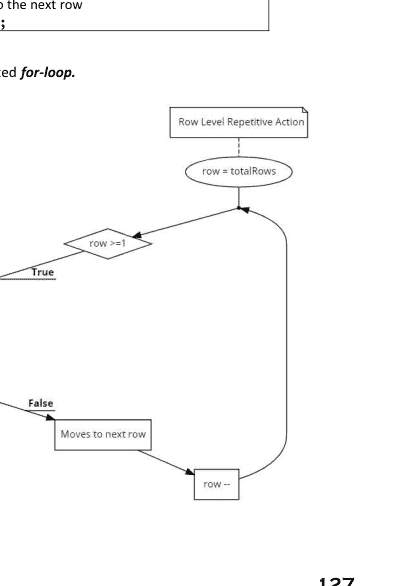 o the next row
;
ted for-loop.
Row Level Repetitive Action
row = totalRows
row >=1
True
False
Moves to next row
row --
127